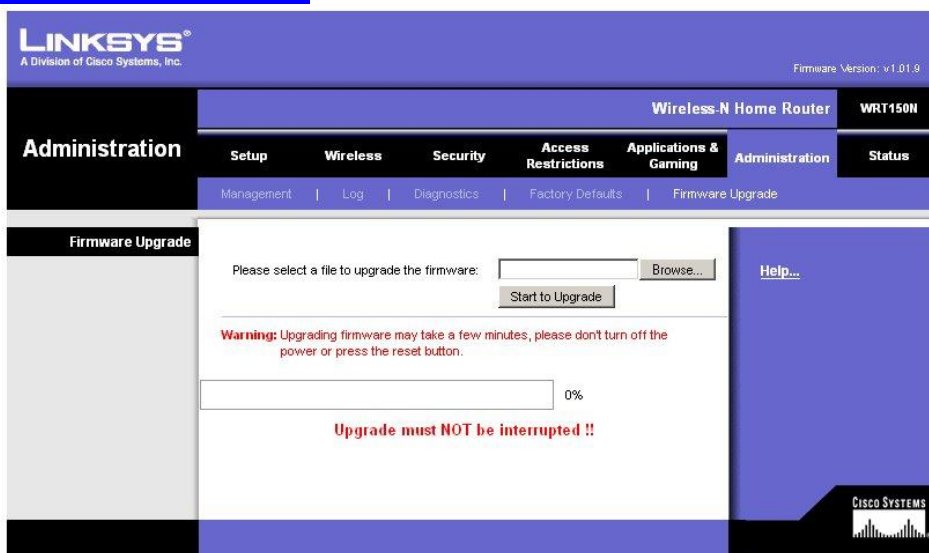 LINKSYS®
A Division of Cisco Systems, Inc.
Firmware Version: v1.01.9
Wireless-N Home Router WRT150N
Administration
Setup Wireless Security Access Restrictions Applications & Gaming Administration Status
Management | Log | Diagnostics | Factory Defaults | Firmware Upgrade
Firmware Upgrade
Please select a file to upgrade the firmware: Browse...
Help...
Start to Upgrade
Warning: Upgrading firmware may take a few minutes, please don't turn off the
power or press the reset button.
0%
Upgrade must NOT be interrupted !!
CISCO SYSTEMS